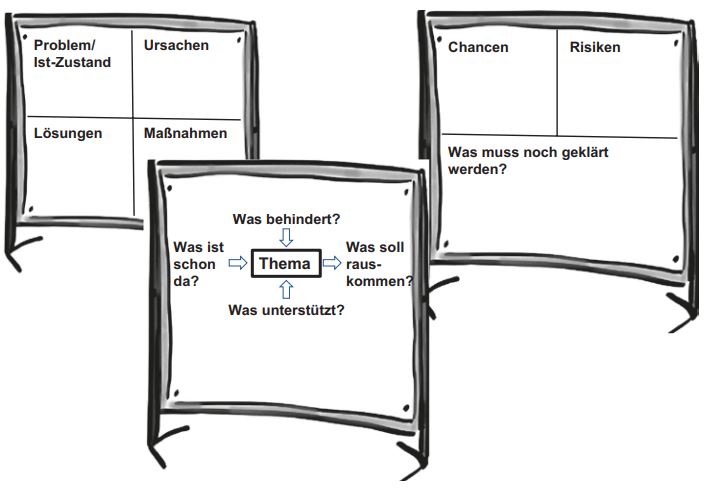 Problem/
Ist-Zustand
Ursachen
Lösungen
Maßnahmen
Chancen
Risiken
Was muss noch geklärt
werden?
Was behindert?
Was ist
schon
da?
Thema
Was soll
raus-
kommen?
Was unterstützt?